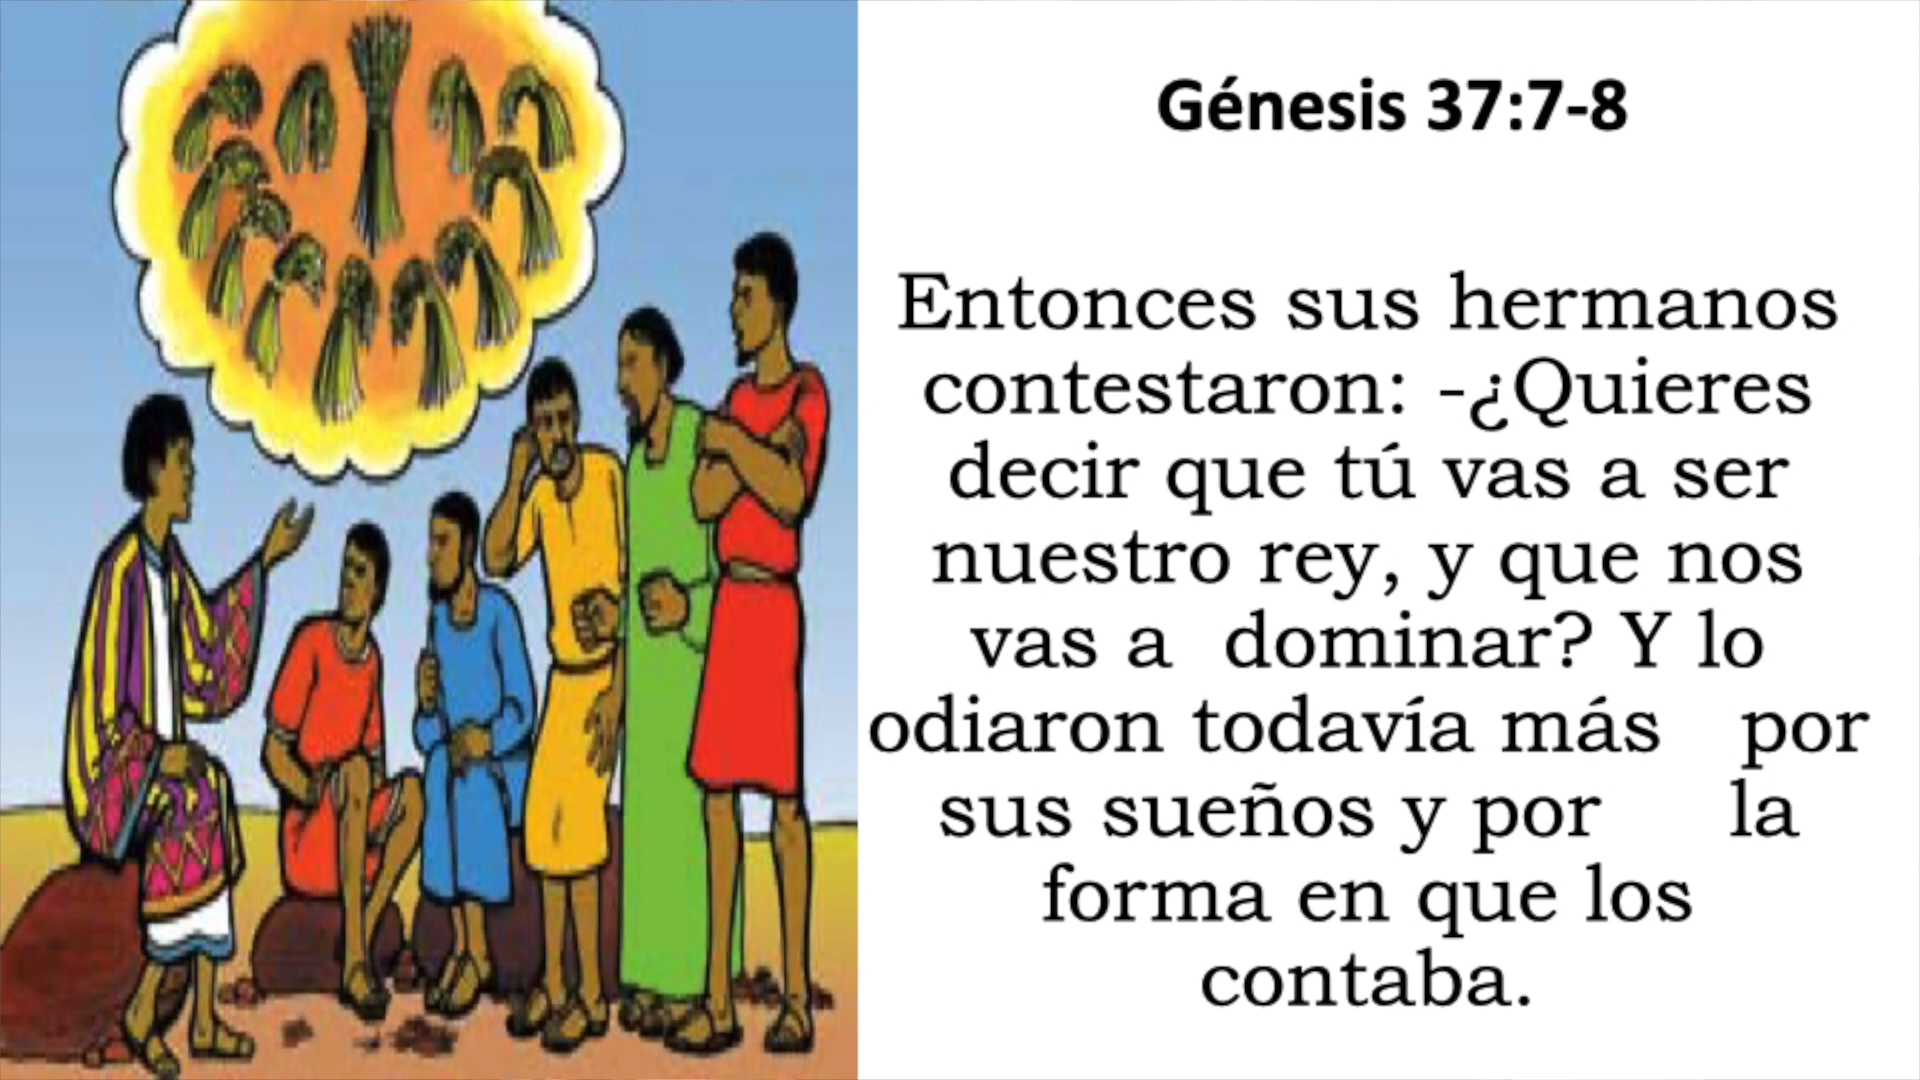 Génesis 37:7-8
Entonces sus hermanos
contestaron: -¿Quieres
decir que tú vas a ser
nuestro rey, y que nos
vas a dominar? Y lo
odiaron todavía más por
sus sueños y por la
forma en que los
contaba.